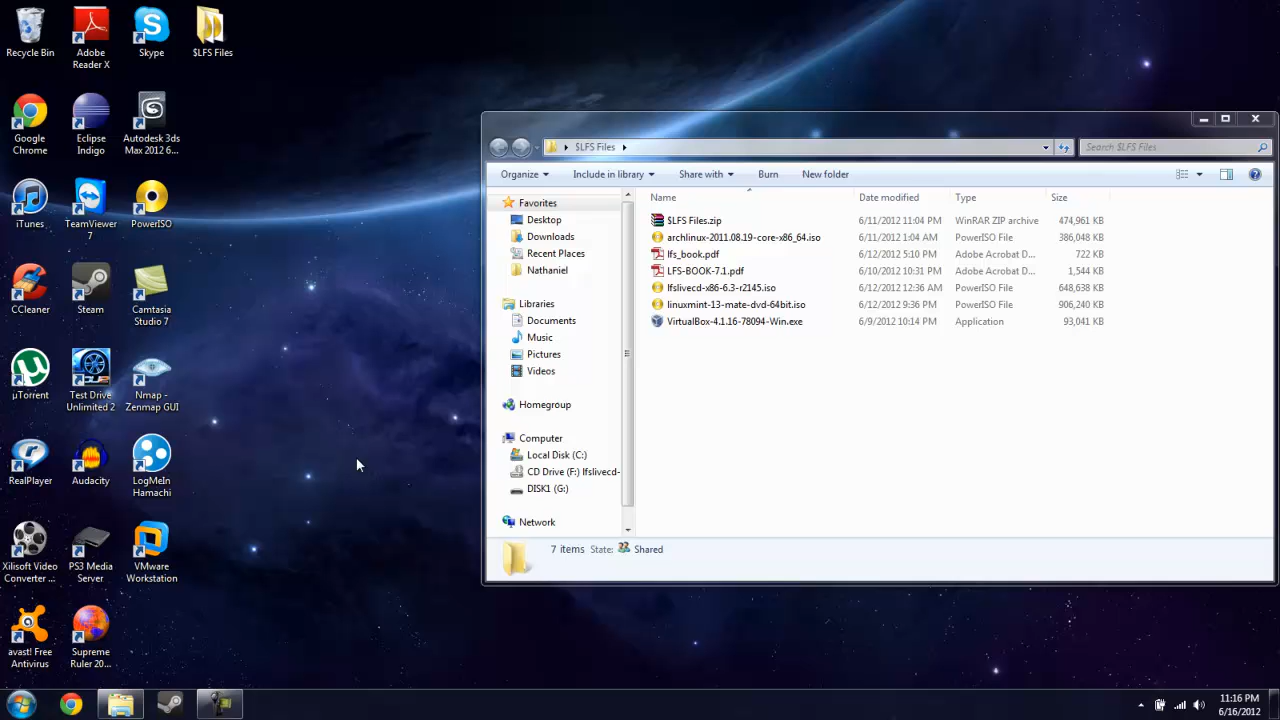 Recycle Bin
Adobe Reader X
Skype
$LFS Files
Google Chrome
Eclipse Indigo
Autodesk 3ds Max 2012 6...
iTunes
TeamViewer 7
PowerISO
CCleaner
Steam
Camtasia Studio 7
µTorrent
Test Drive Unlimited 2
Nmap - Zenmap GUI
RealPlayer
Audacity
LogMeIn Hamachi
Xilisoft Video Converter ...
PS3 Media Server
VMware Workstation
avast! Free Antivirus
Supreme Ruler 20...
$LFS Files
Search $LFS Files
Organize Include in library Share with Burn New folder
Favorites
Desktop
Downloads
Recent Places
Nathaniel
Libraries
Documents
Music
Pictures
Videos
Homegroup
Computer
Local Disk (C:)
CD Drive (F:) lfslivecd-
DISK1 (G:)
Network
Name Date modified Type Size
$LFS Files.zip 6/11/2012 11:04 PM WinRAR ZIP archive 474,961 KB
archlinux-2011.08.19-core-x86_64.iso 6/11/2012 1:04 AM PowerISO File 386,048 KB
lfs_book.pdf 6/12/2012 5:10 PM Adobe Acrobat D... 722 KB
LFS-BOOK-7.1.pdf 6/10/2012 10:31 PM Adobe Acrobat D... 1,544 KB
lfslivecd-x86-6.3-r2145.iso 6/12/2012 12:36 AM PowerISO File 648,638 KB
linuxmint-13-mate-dvd-64bit.iso 6/12/2012 9:36 PM PowerISO File 906,240 KB
VirtualBox-4.1.16-78094-Win.exe 6/9/2012 10:14 PM Application 93,041 KB
7 items State: Shared
11:16 PM
6/16/2012